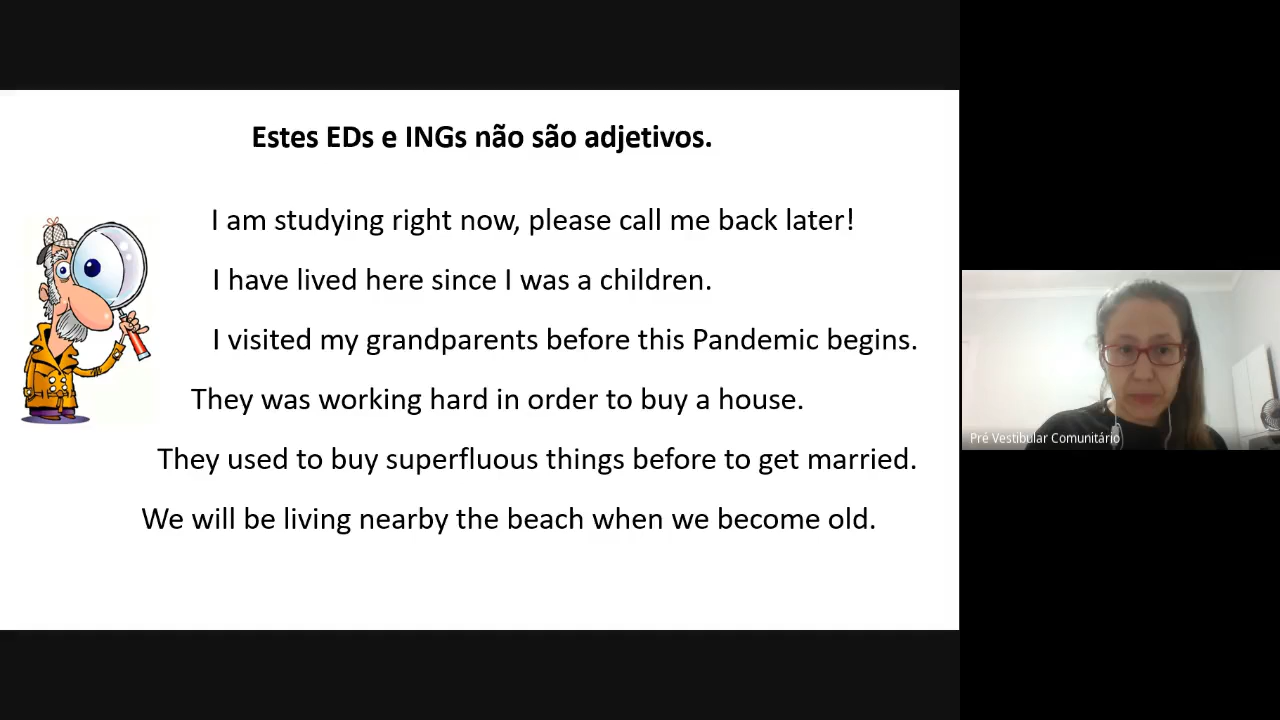 Estes EDs e INGs não são adjetivos.
I am studying right now, please call me back later!
I have lived here since I was a children.
I visited my grandparents before this Pandemic begins.
They was working hard in order to buy a house.
They used to buy superfluous things before to get married.
We will be living nearby the beach when we become old.
Pré Vestibular Comunitário